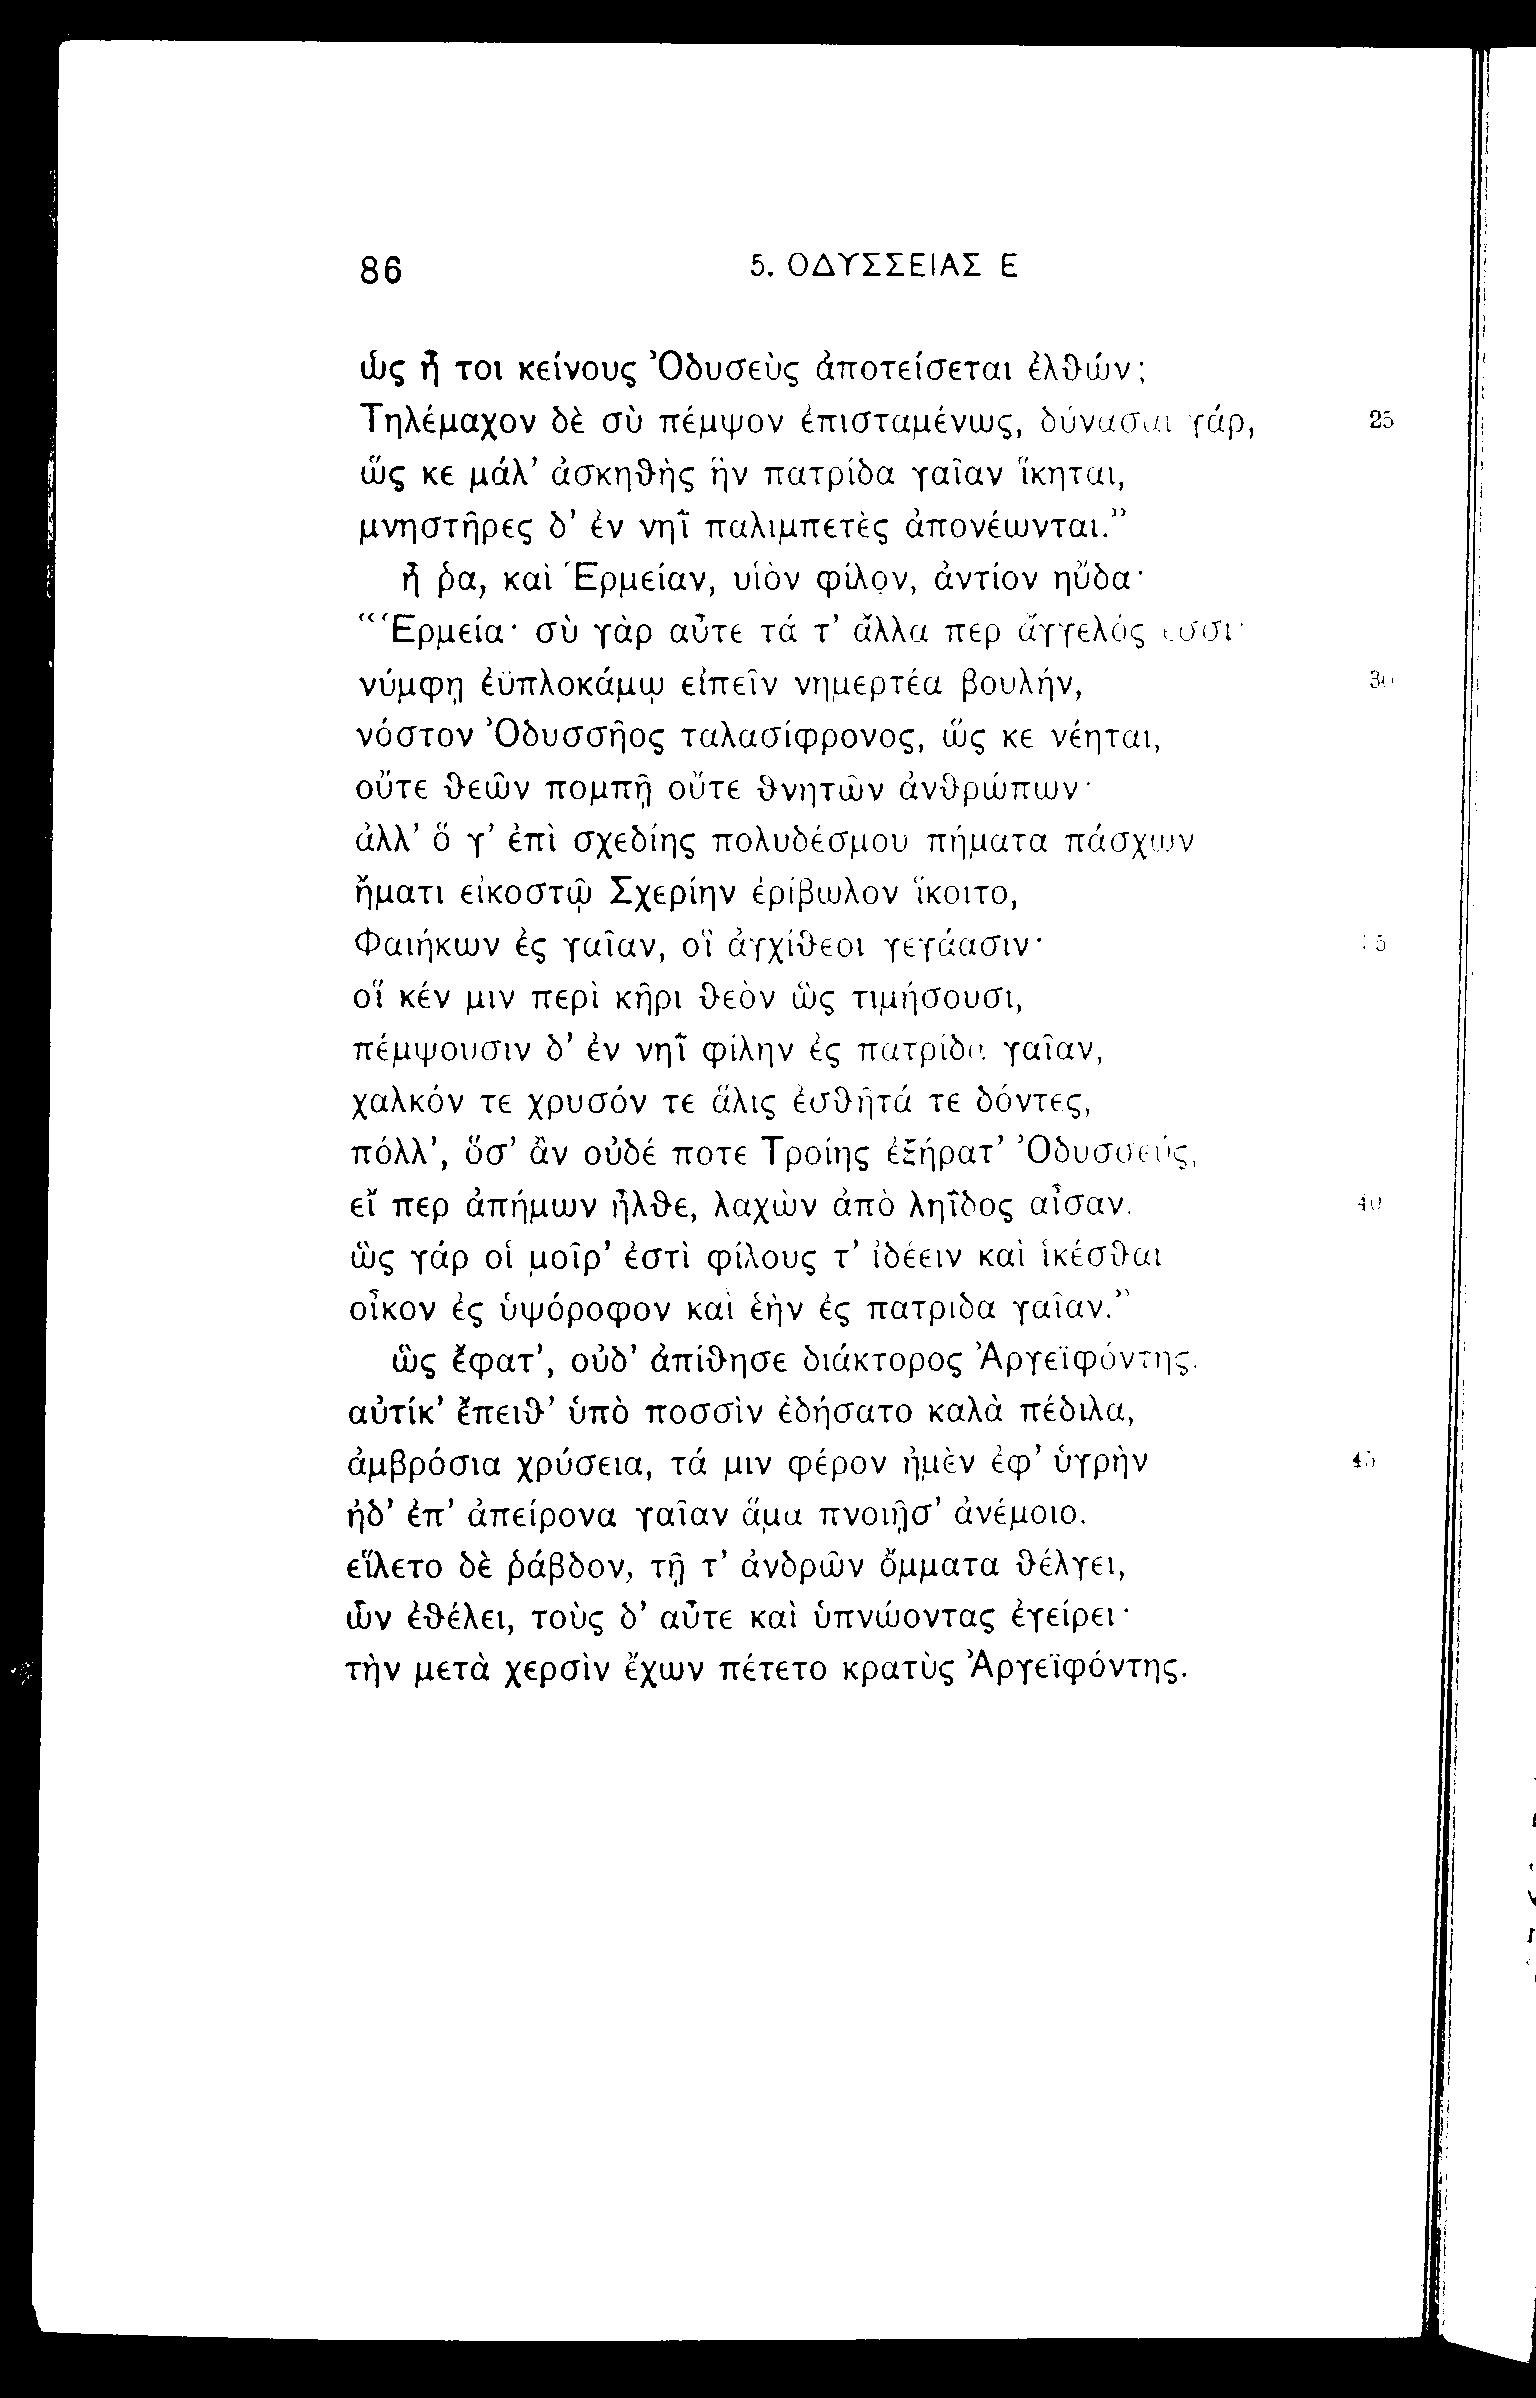 86 5. ΟΔΥΣΣΕΙΑΣ Ε
ὡς ἦ τοι κείνους Ὀδυσεὺς ἀποτείσεται ἐλθών;
Τηλέμαχον δὲ σὺ πέμψον ἐπισταμένως, δύνασαι γάρ, 25
ὥς κε μάλ’ ἀσκηθὴς ἣν πατρίδα γαῖαν ἵκηται,
μνηστῆρες δ’ ἐν νηῒ παλιμπετὲς ἀπονέωνται.”
ἦ ῥα, καὶ Ἑρμείαν, υἱὸν φίλον, ἀντίον ηὔδα·
“Ἑρμεία· σὺ γὰρ αὖτε τά τ’ ἄλλα περ ἄγγελός ἐσσι·
νύμφῃ ἐϋπλοκάμῳ εἰπεῖν νημερτέα βουλήν, 30
νόστον Ὀδυσσῆος ταλασίφρονος, ὥς κε νέηται,
οὔτε θεῶν πομπῇ οὔτε θνητῶν ἀνθρώπων·
ἀλλ’ ὅ γ’ ἐπὶ σχεδίης πολυδέσμου πήματα πάσχων
ἤματι εἰκοστῷ Σχερίην ἐρίβωλον ἵκοιτο,
Φαιήκων ἐς γαῖαν, οἳ ἀγχίθεοι γεγάασιν· 35
οἵ κέν μιν περὶ κῆρι θεὸν ὣς τιμήσουσι,
πέμψουσιν δ’ ἐν νηῒ φίλην ἐς πατρίδα γαῖαν,
χαλκόν τε χρυσόν τε ἅλις ἐσθῆτά τε δόντες,
πόλλ’, ὅσ’ ἂν οὐδέ ποτε Τροίης ἐξήρατ’ Ὀδυσσεύς,
εἴ περ ἀπήμων ἦλθε, λαχὼν ἀπὸ ληΐδος αἶσαν. 40
ὣς γάρ οἱ μοῖρ’ ἐστὶ φίλους τ’ ἰδέειν καὶ ἱκέσθαι
οἶκον ἐς ὑψόροφον καὶ ἑὴν ἐς πατρίδα γαῖαν.”
ὣς ἔφατ’, οὐδ’ ἀπίθησε διάκτορος Ἀργεϊφόντης.
αὐτίκ’ ἔπειθ’ ὑπὸ ποσσὶν ἐδήσατο καλὰ πέδιλα,
ἀμβρόσια χρύσεια, τά μιν φέρον ἠμὲν ἐφ’ ὑγρὴν 45
ἠδ’ ἐπ’ ἀπείρονα γαῖαν ἅμα πνοιῇσ’ ἀνέμοιο.
εἵλετο δὲ ῥάβδον, τῇ τ’ ἀνδρῶν ὄμματα θέλγει,
ὧν ἐθέλει, τοὺς δ’ αὖτε καὶ ὑπνώοντας ἐγείρει·
τὴν μετὰ χερσὶν ἔχων πέτετο κρατὺς Ἀργεϊφόντης.